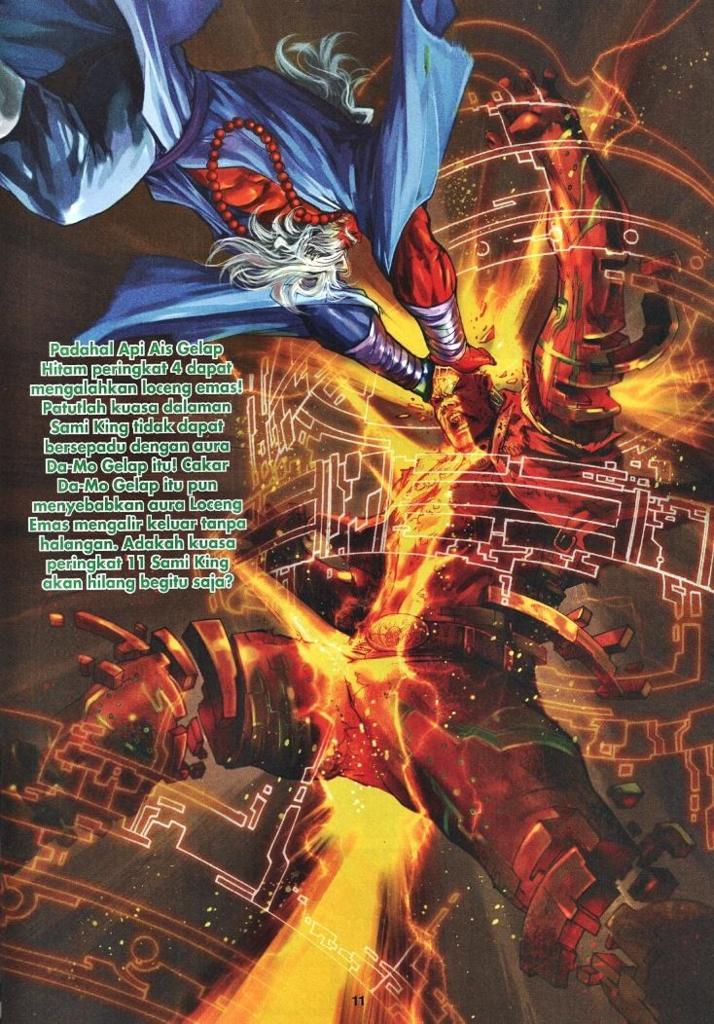 Padahal Api Ais Gelap
Hitam peringkat 4 dapat
mengalahkan loceng emas!
Patutlah kuasa dalaman
Sami King tidak dapat
bersepadu dengan aura
Da-Mo Gelap itu! Cakar
Da-Mo Gelap itu pun
menyebabkan aura Loceng
Emas mengalir keluar tanpa
halangan. Adakah kuasa
peringkat 11 Sami King
akan hilang begitu saja?
11